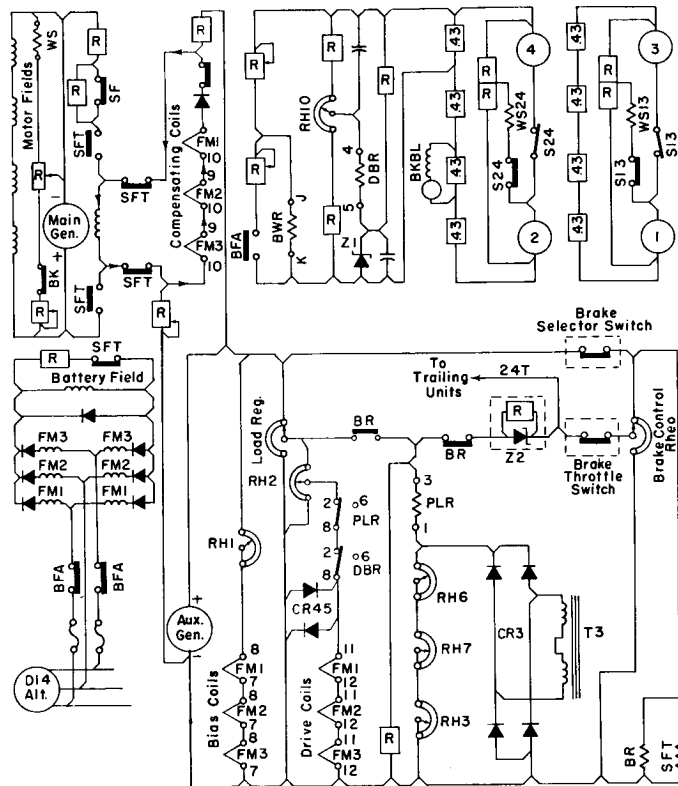 WS
R
R
R
SF
SFT
Motor Fields
R
Main
Gen.
−
+
BK
R
SFT
SFT
SFT
R
R
Compensating Coils
FM1
10
9
FM2
10
9
FM3
10
R
R
BFA
BWR
J
K
R
RH10
R
4
DBR
5
Z1
R
BKBL
.43
.43
.43
.43
4
R
R
WS24
S24
S24
2
.43
.43
.43
.43
3
R
R
WS13
S13
S13
1
SFT
R
Battery Field
FM3
FM3
FM2
FM2
FM1
FM1
BFA
BFA
D14
Alt.
+
Aux.
Gen.
−
RH1
8
FM1
7
8
FM2
7
8
FM3
7
Bias Coils
Load Reg.
RH2
2
6
8
PLR
2
6
8
DBR
CR45
11
FM1
12
11
FM2
12
11
FM3
12
Drive Coils
BR
BR
R
Z2
To
Trailing
Units
24T
Brake
Selector Switch
Brake
Throttle
Switch
Brake Control
Rheo
3
PLR
1
RH6
RH7
RH3
R
CR3
T3
BR
SFT